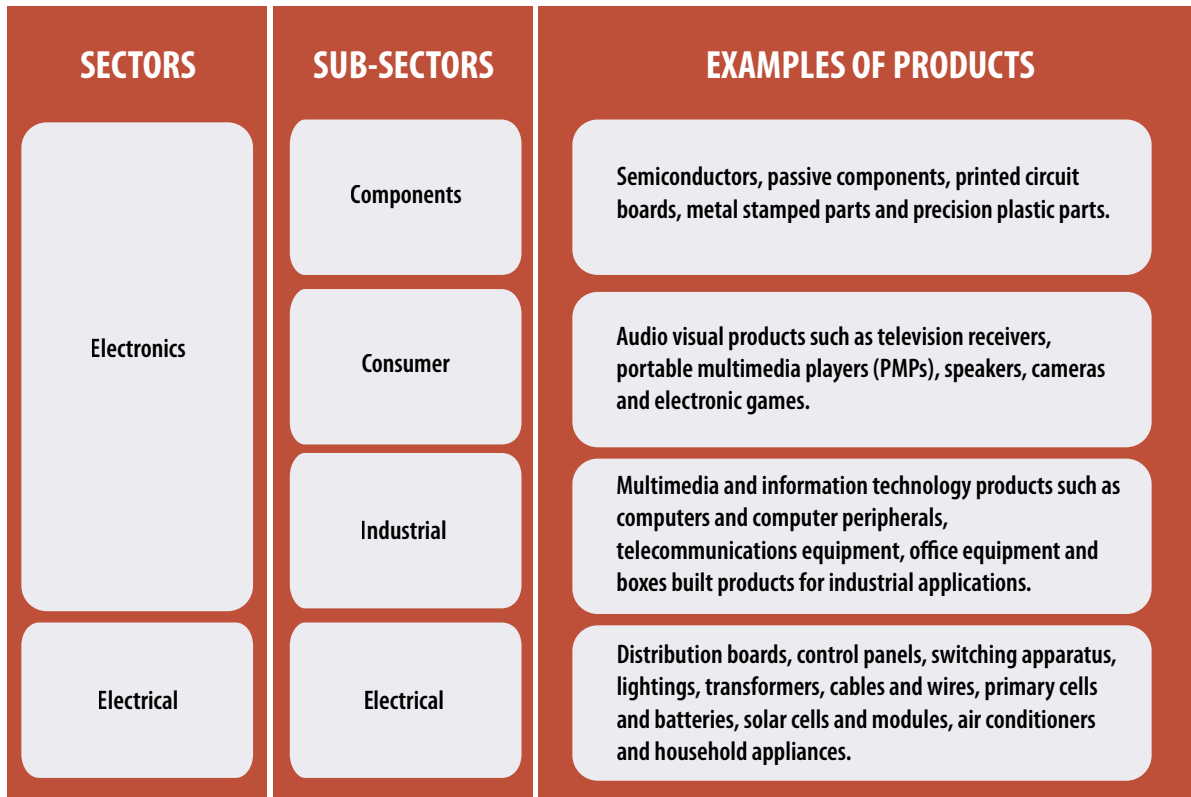 SECTORS
SUB-SECTORS
EXAMPLES OF PRODUCTS
Electronics
Components
Semiconductors, passive components, printed circuit
boards, metal stamped parts and precision plastic parts.
Consumer
Audio visual products such as television receivers,
portable multimedia players (PMPs), speakers, cameras
and electronic games.
Industrial
Multimedia and information technology products such as
computers and computer peripherals,
telecommunications equipment, office equipment and
boxes built products for industrial applications.
Electrical
Electrical
Distribution boards, control panels, switching apparatus,
lightings, transformers, cables and wires, primary cells
and batteries, solar cells and modules, air conditioners
and household appliances.